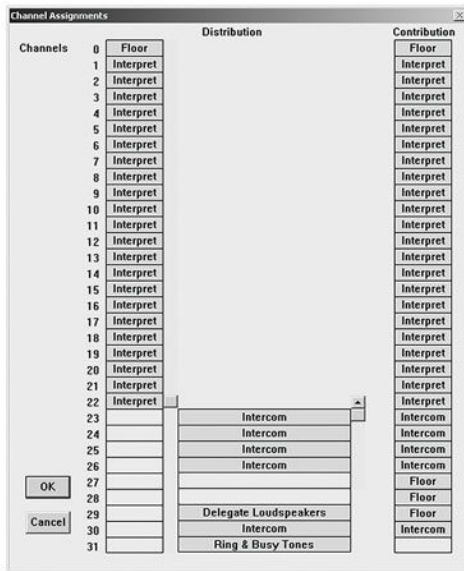 Channel Assignments
Distribution Contribution
Channels 0 Floor Floor
1 Interpret Interpret
2 Interpret Interpret
3 Interpret Interpret
4 Interpret Interpret
5 Interpret Interpret
6 Interpret Interpret
7 Interpret Interpret
8 Interpret Interpret
9 Interpret Interpret
10 Interpret Interpret
11 Interpret Interpret
12 Interpret Interpret
13 Interpret Interpret
14 Interpret Interpret
15 Interpret Interpret
16 Interpret Interpret
17 Interpret Interpret
18 Interpret Interpret
19 Interpret Interpret
20 Interpret Interpret
21 Interpret Interpret
22 Interpret Interpret
23 Intercom Intercom
24 Intercom Intercom
25 Intercom Intercom
26 Intercom Intercom
OK 27 Floor
28 Floor
29 Delegate Loudspeakers Floor
Cancel 30 Intercom Intercom
31 Ring & Busy Tones